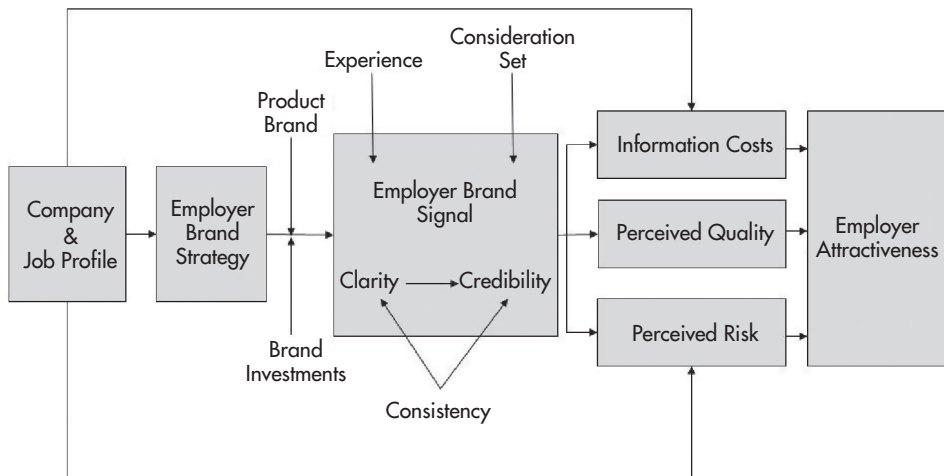 Consideration
Set
Experience
Product
Brand
Information Costs
Company
&
Job Profile
Employer
Brand
Strategy
Employer Brand
Signal
Perceived Quality
Employer
Attractiveness
Clarity
Credibility
Perceived Risk
Brand
Investments
Consistency